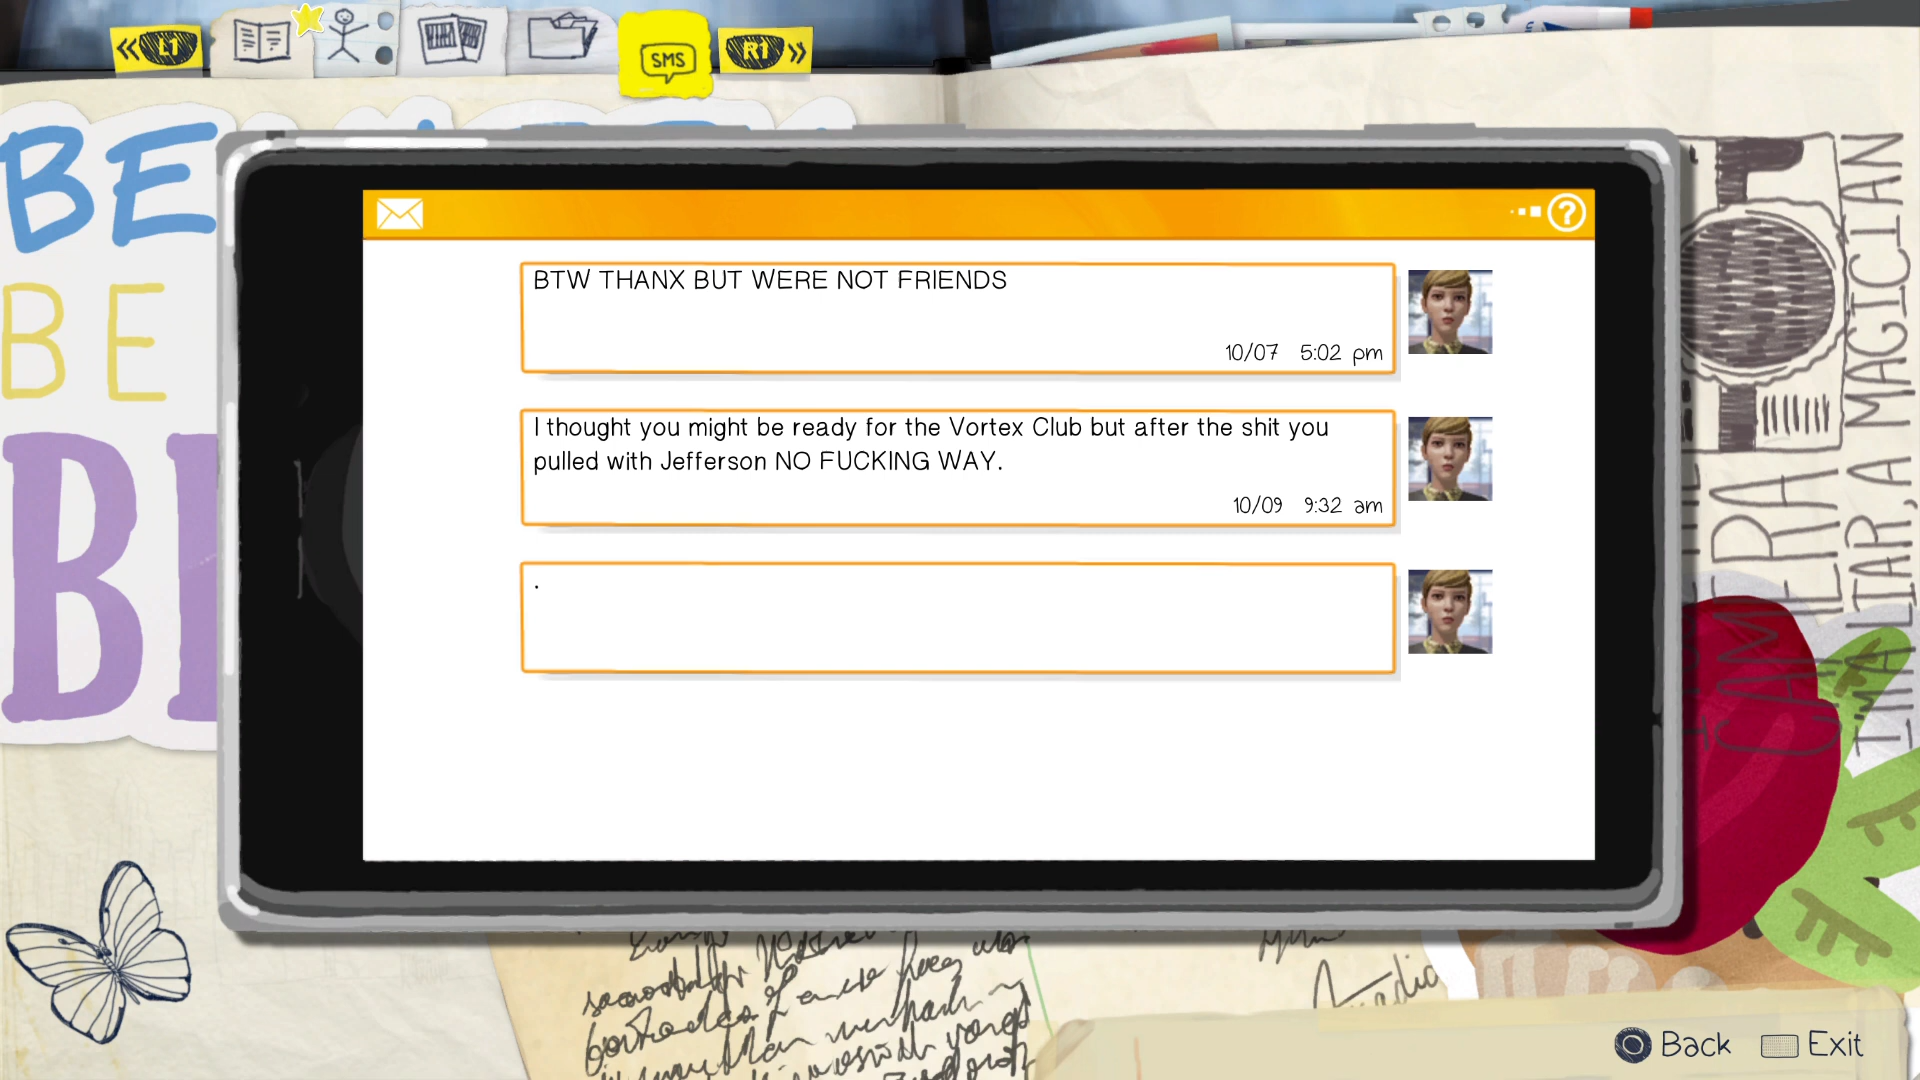 L1
SMS
R1
BE
BE
BTW THANX BUT WERE NOT FRIENDS
10/07 5:02 pm
I thought you might be ready for the Vortex Club but after the shit you
pulled with Jefferson NO FUCKING WAY.
10/09 9:32 am
.
?
CAMERA
I'M A LIAR, A MAGICIAN
Back
Exit